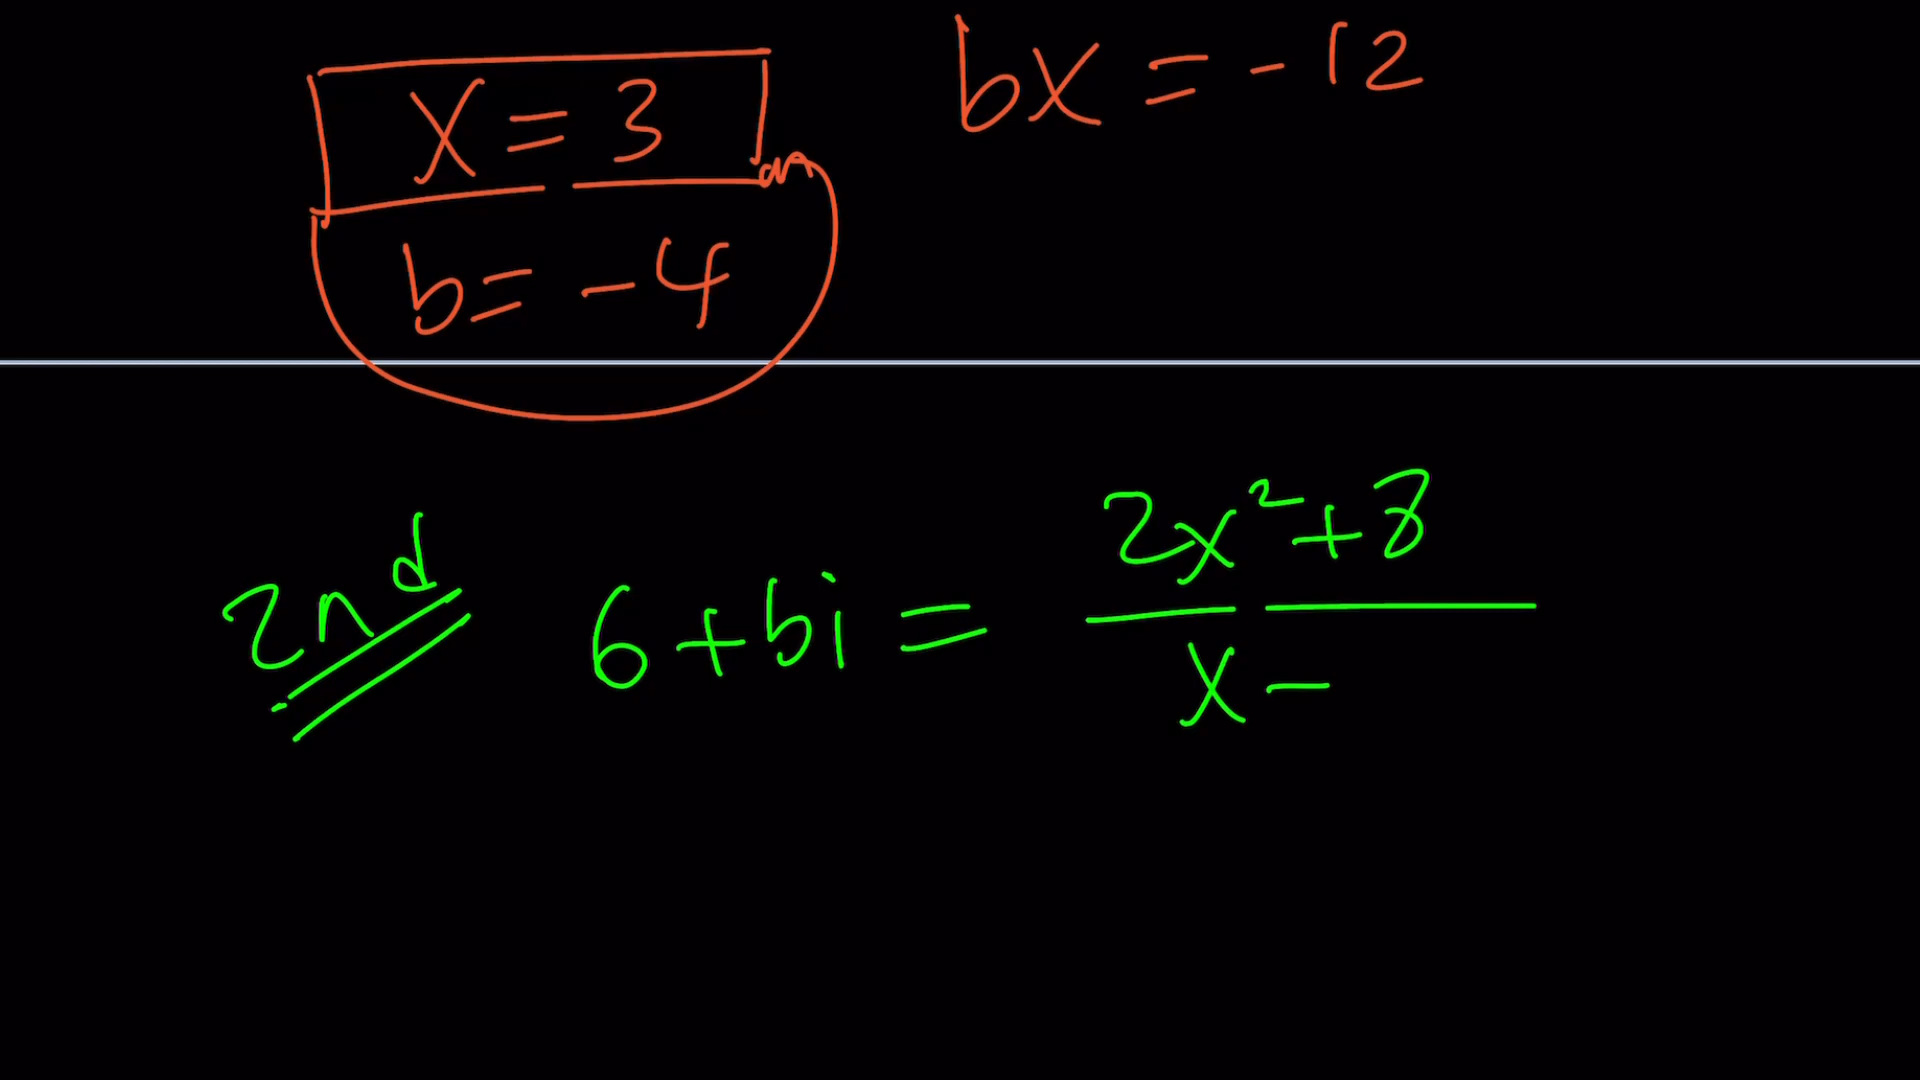 x = 3
bx = -12
b = -4
2nd 6 + bi = 2x² + 8
x -